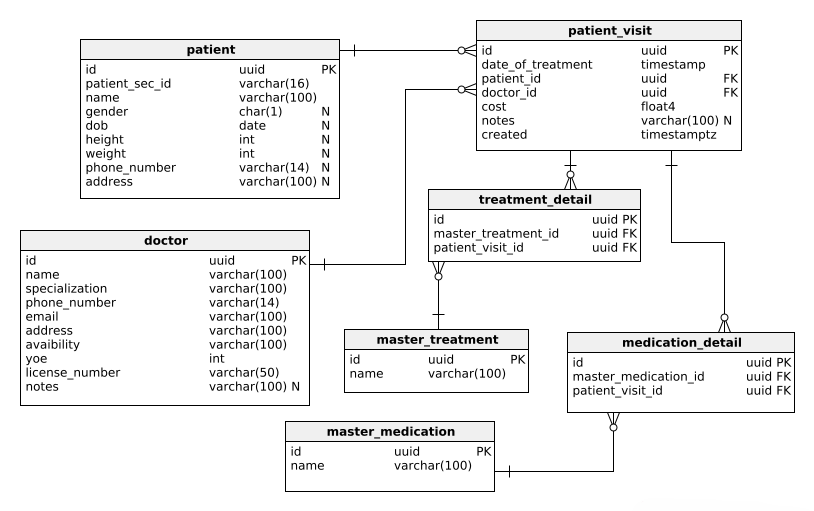 patient
id uuid PK
patient_sec_id varchar(16)
name varchar(100)
gender char(1) N
dob date N
height int N
weight int N
phone_number varchar(14) N
address varchar(100) N
patient_visit
id uuid PK
date_of_treatment timestamp
patient_id uuid FK
doctor_id uuid FK
cost float4
notes varchar(100) N
created timestamptz
treatment_detail
id uuid PK
master_treatment_id uuid FK
patient_visit_id uuid FK
doctor
id uuid PK
name varchar(100)
specialization varchar(100)
phone_number varchar(14)
email varchar(100)
address varchar(100)
avaibility varchar(100)
yoe int
license_number varchar(50)
notes varchar(100) N
master_treatment
id uuid PK
name varchar(100)
medication_detail
id uuid PK
master_medication_id uuid FK
patient_visit_id uuid FK
master_medication
id uuid PK
name varchar(100)